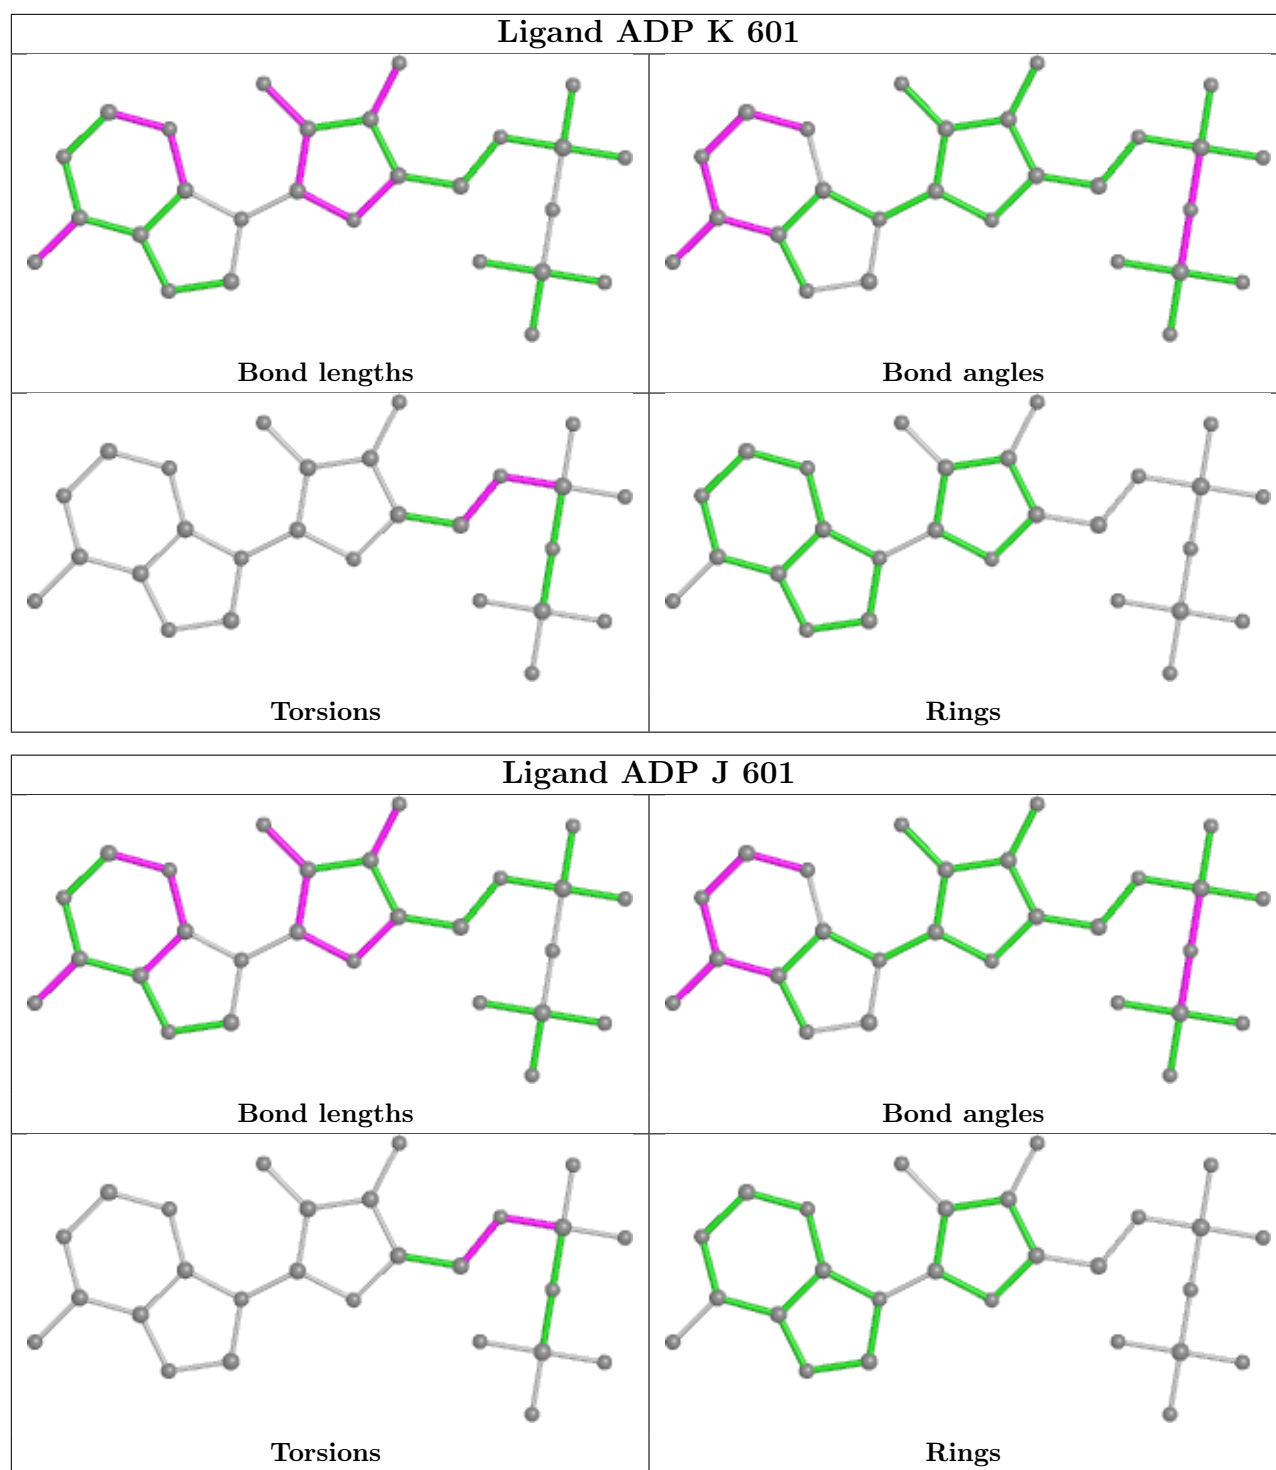 Ligand ADP K 601
Bond lengths
Bond angles
Torsions
Rings
Ligand ADP J 601
Bond lengths
Bond angles
Torsions
Rings